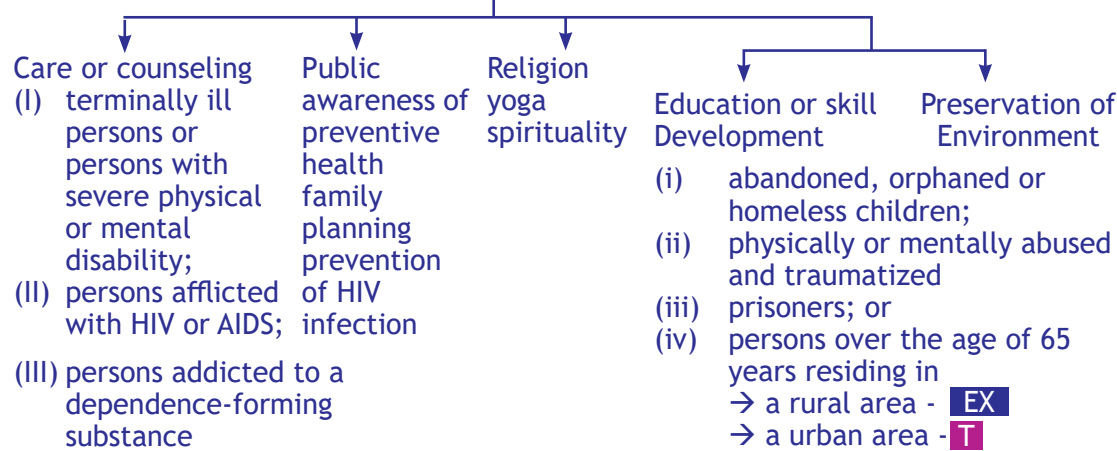 Care or counseling
(I) terminally ill
persons or
persons with
severe physical
or mental
disability;
(II) persons afflicted
with HIV or AIDS;
(III) persons addicted to a
dependence-forming
substance
Public
awareness of
preventive
health
family
planning
prevention
of HIV
infection
Religion
yoga
spirituality
Education or skill
Development
(i) abandoned, orphaned or
homeless children;
(ii) physically or mentally abused
and traumatized
(iii) prisoners; or
(iv) persons over the age of 65
years residing in
→ a rural area - EX
→ a urban area - T
Preservation of
Environment